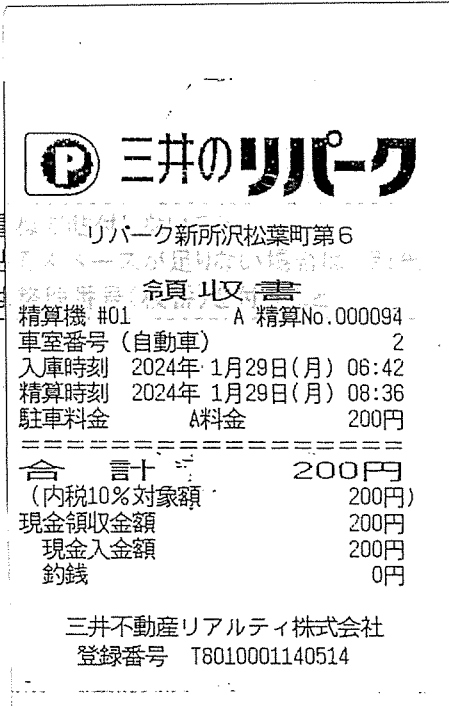 P 三井のリパーク
リパーク新所沢松葉町第6
領収書
精算機 #01 A 精算No.000094
車室番号(自動車) 2
入庫時刻 2024年 1月29日(月) 06:42
精算時刻 2024年 1月29日(月) 08:36
駐車料金 A料金 200円
==================
合計 200円
(内税10%対象額 200円)
現金領収金額 200円
現金入金額 200円
釣銭 0円
三井不動産リアルティ株式会社
登録番号 T8010001140514